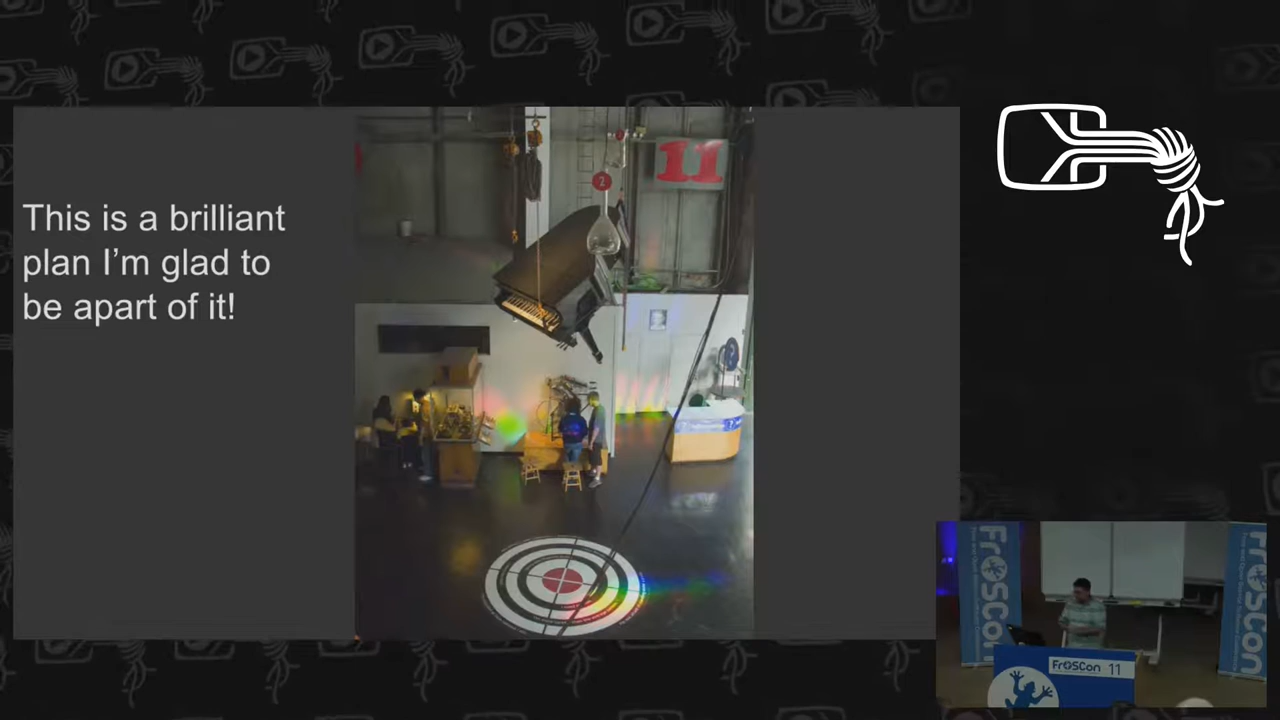 This is a brilliant
plan I’m glad to
be apart of it!
11
2
FrOSCon
FrOSCon
FrOSCon 11